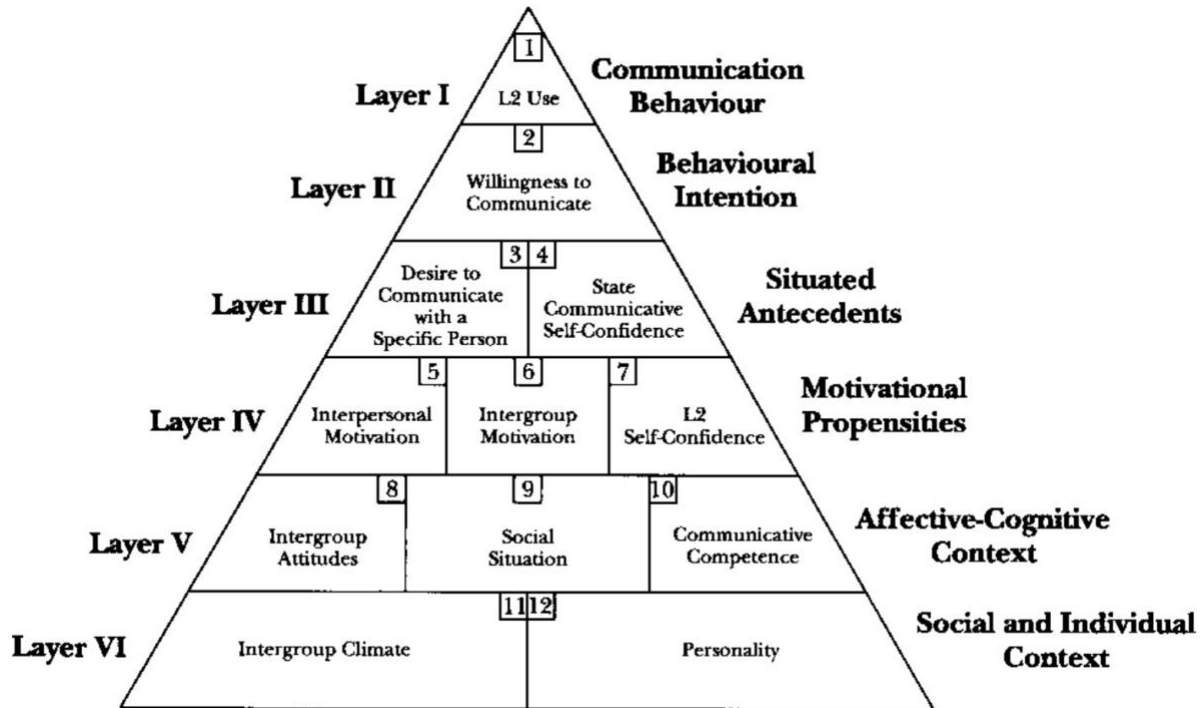 1
Layer I
L2 Use
Communication
Behaviour
2
Layer II
Willingness to
Communicate
Behavioural
Intention
3 4
Layer III
Desire to
Communicate
with a
Specific Person
State
Communicative
Self-Confidence
Situated
Antecedents
5 6 7
Layer IV
Interpersonal
Motivation
Intergroup
Motivation
L2
Self-Confidence
Motivational
Propensities
8 9 10
Layer V
Intergroup
Attitudes
Social
Situation
Communicative
Competence
Affective-Cognitive
Context
11 12
Layer VI
Intergroup Climate
Personality
Social and Individual
Context